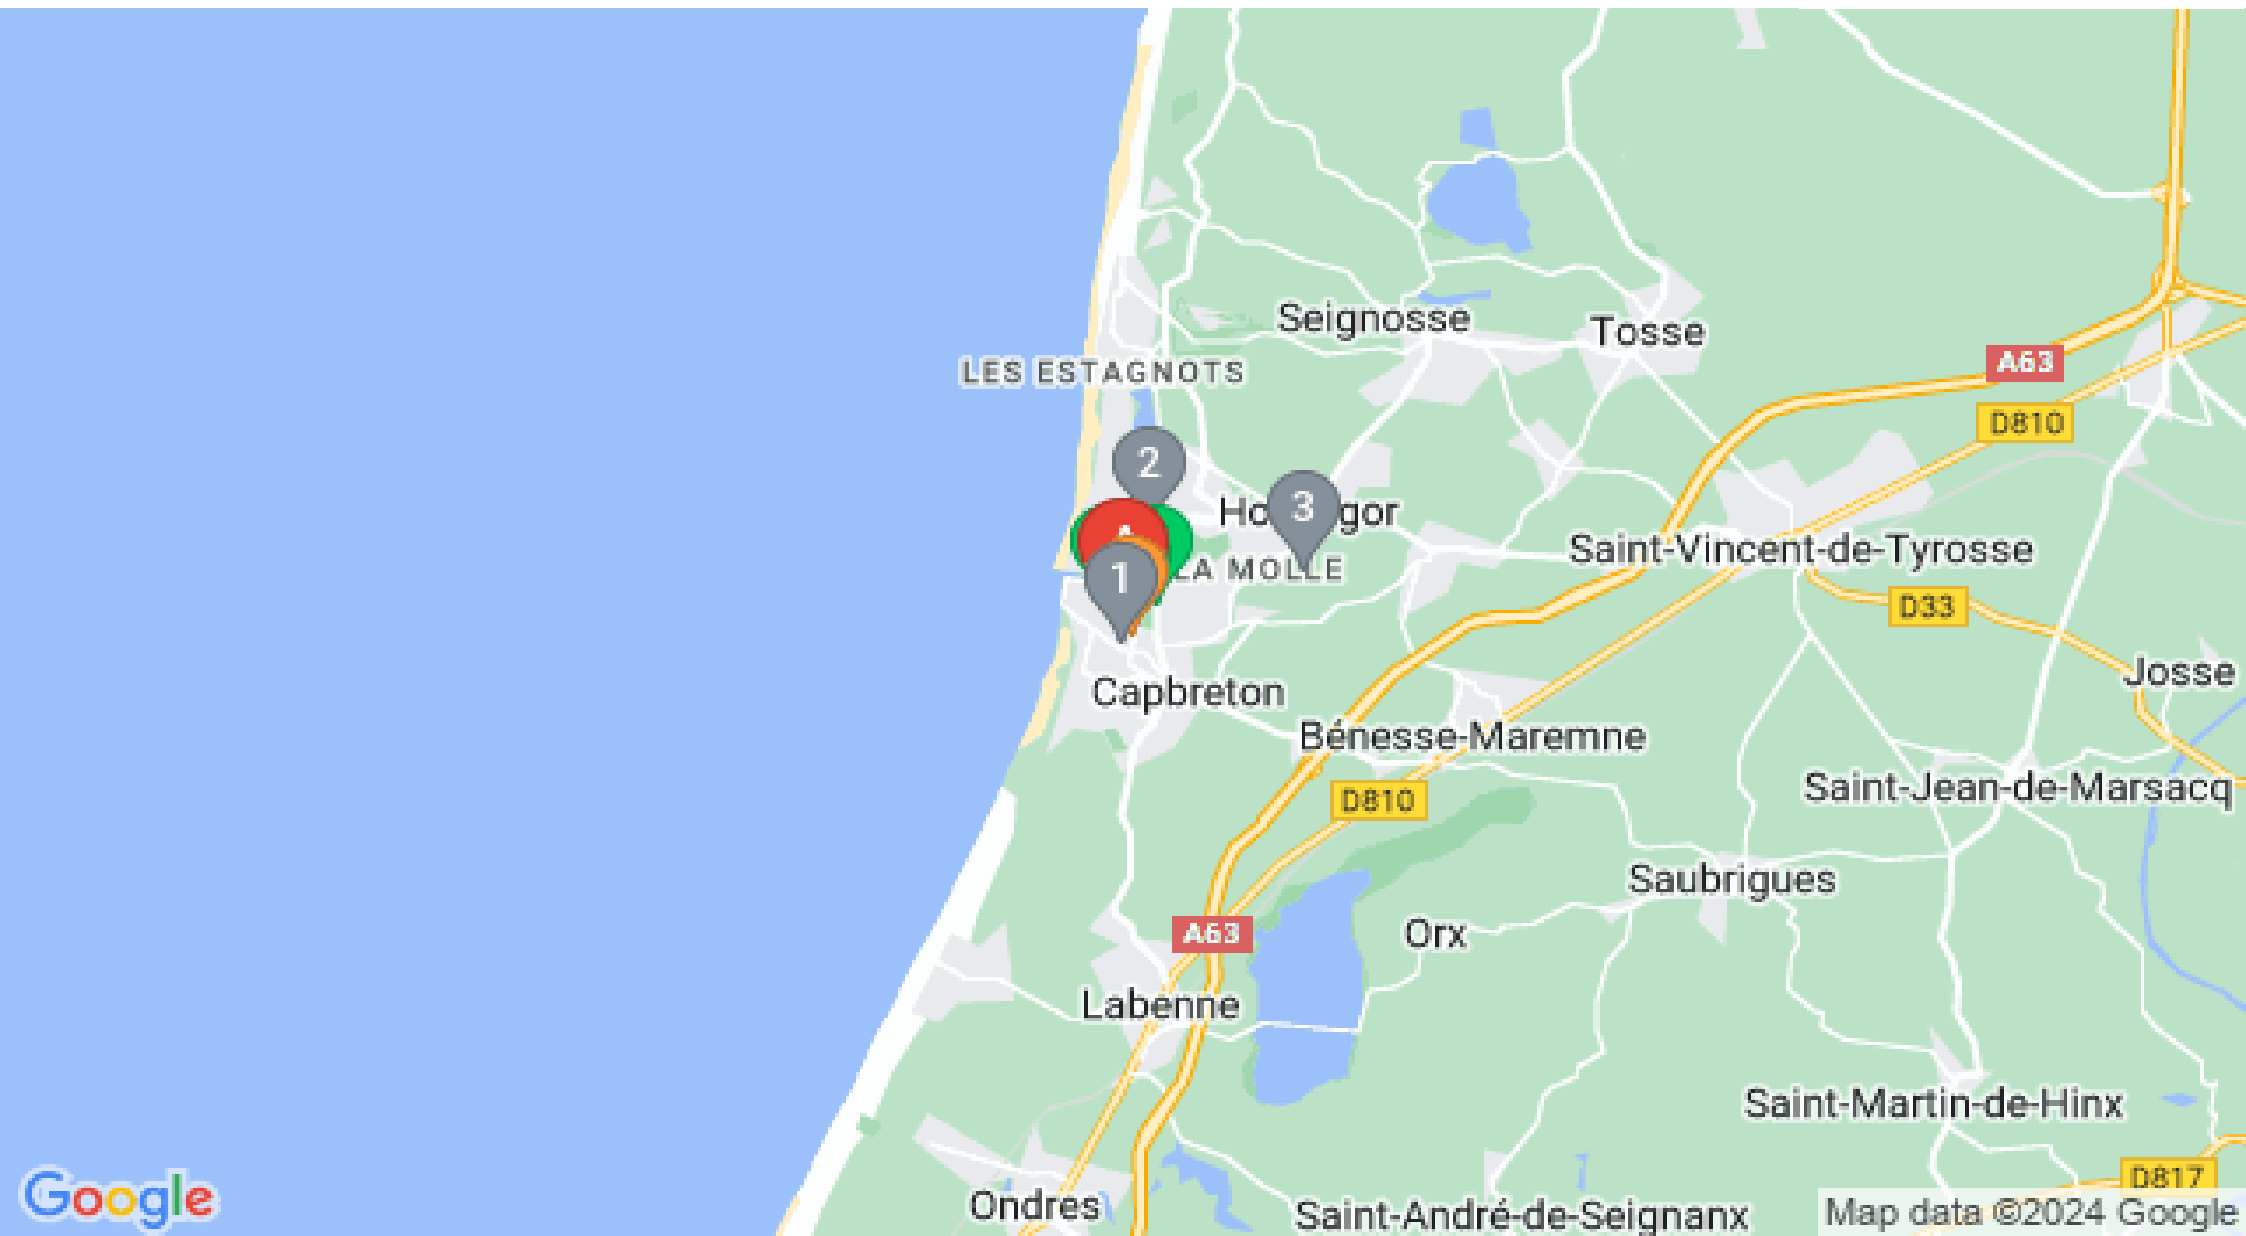 Seignosse
Tosse
LES ESTAGNOTS
A63
D810
2
3
A
1
LA MOLLE
Saint-Vincent-de-Tyrosse
D33
Josse
Capbreton
Bénesse-Maremne
D810
Saint-Jean-de-Marsacq
Saubrigues
A63
Orx
Labenne
Saint-Martin-de-Hinx
D817
Google
Ondres
Saint-André-de-Seignanx
Map data ©2024 Google